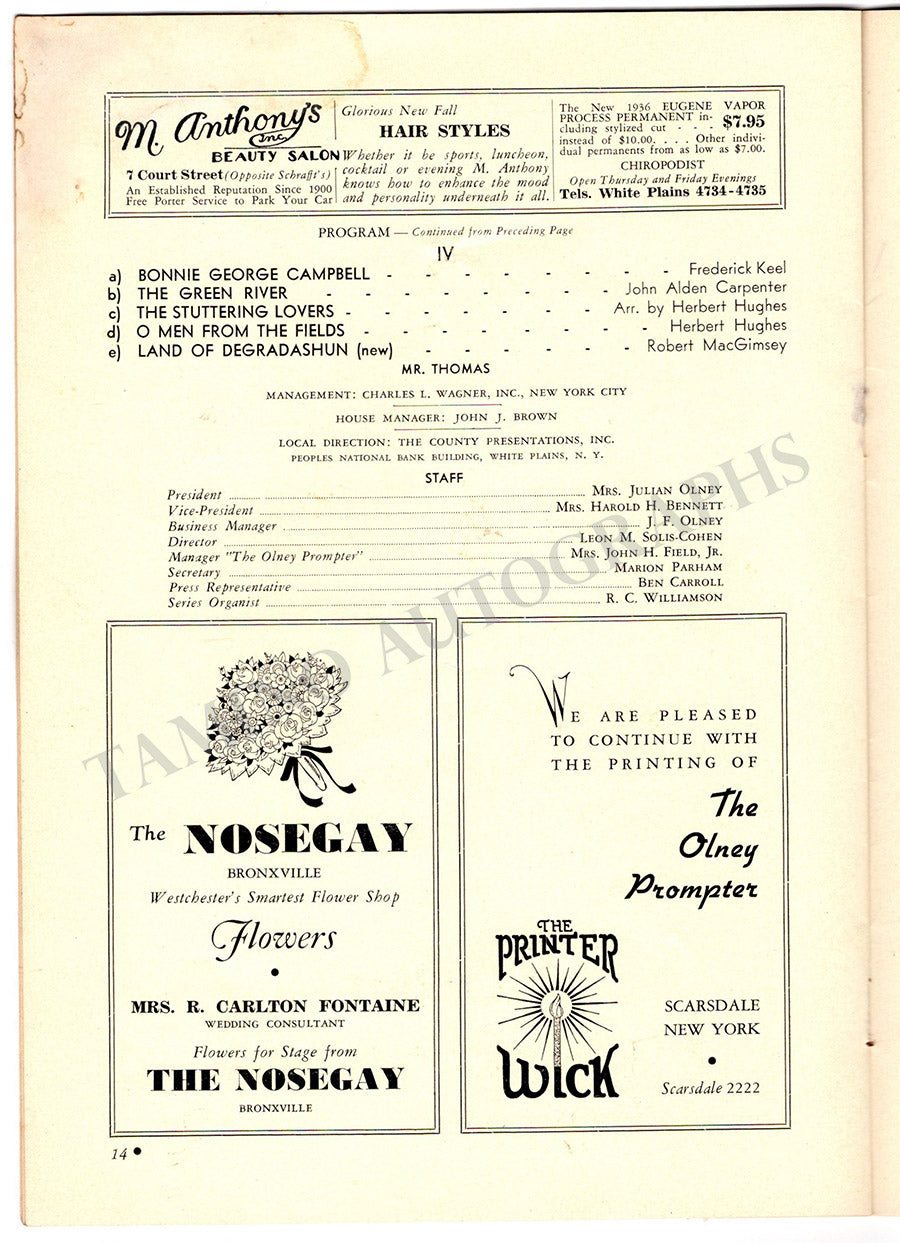 M. Anthony's
Inc
BEAUTY SALON
7 Court Street (Opposite Schrafft's)
An Established Reputation Since 1900
Free Porter Service to Park Your Car
Glorious New Fall
HAIR STYLES
Whether it be sports, luncheon,
cocktail or evening M. Anthony
knows how to enhance the mood
and personality underneath it all.
The New 1936 EUGENE VAPOR
PROCESS PERMANENT in-
cluding stylized cut - - - $7.95
instead of $10.00. . . . Other indivi-
dual permanents from as low as $7.00.
CHIROPODIST
Open Thursday and Friday Evenings
Tels. White Plains 4734-4735
PROGRAM — Continued from Preceding Page
IV
a) BONNIE GEORGE CAMPBELL - - - - - - - - Frederick Keel
b) THE GREEN RIVER - - - - - - - - John Alden Carpenter
c) THE STUTTERING LOVERS - - - - - - - Arr. by Herbert Hughes
d) O MEN FROM THE FIELDS - - - - - - - - Herbert Hughes
e) LAND OF DEGRADASHUN (new) - - - - - - Robert MacGimsey
MR. THOMAS
MANAGEMENT: CHARLES L. WAGNER, INC., NEW YORK CITY
HOUSE MANAGER: JOHN J. BROWN
LOCAL DIRECTION: THE COUNTY PRESENTATIONS, INC.
PEOPLES NATIONAL BANK BUILDING, WHITE PLAINS, N. Y.
STAFF
President ........ MRS. JULIAN OLNEY
Vice-President ........ MRS. HAROLD H. BENNETT
Business Manager ........ J. F. OLNEY
Director ........ LEON M. SOLIS-COHEN
Manager "The Olney Prompter" ........ MRS. JOHN H. FIELD, JR.
Secretary ........ MARION PARHAM
Press Representative ........ BEN CARROLL
Series Organist ........ R. C. WILLIAMSON
TAMINO AUTOGRAPHS
The NOSEGAY
BRONXVILLE
Westchester's Smartest Flower Shop
Flowers
•
MRS. R. CARLTON FONTAINE
WEDDING CONSULTANT
Flowers for Stage from
THE NOSEGAY
BRONXVILLE
WE ARE PLEASED
TO CONTINUE WITH
THE PRINTING OF
The
Olney
Prompter
THE
PRINTER
WICK
SCARSDALE
NEW YORK
•
Scarsdale 2222
14 •